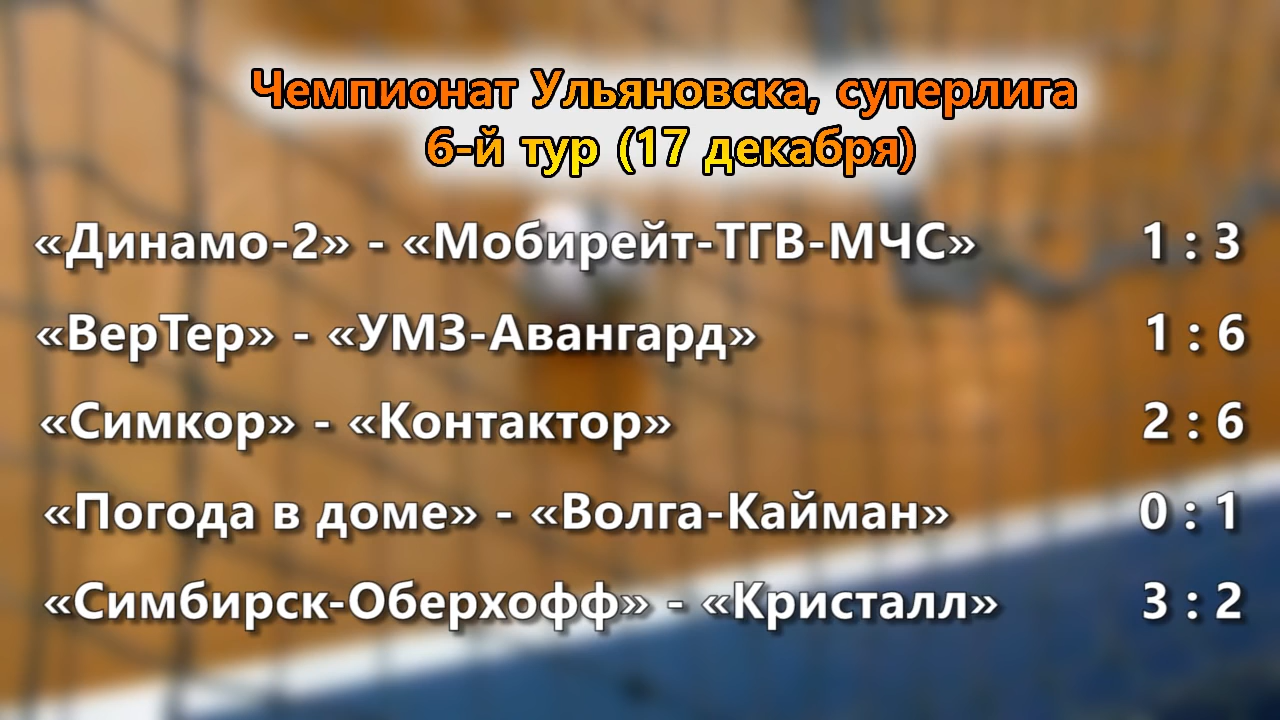 Чемпионат Ульяновска, суперлига
6-й тур (17 декабря)
«Динамо-2» - «Мобирейт-ТГВ-МЧС» 1 : 3
«ВерТер» - «УМЗ-Авангард» 1 : 6
«Симкор» - «Контактор» 2 : 6
«Погода в доме» - «Волга-Кайман» 0 : 1
«Симбирск-Оберхофф» - «Кристалл» 3 : 2